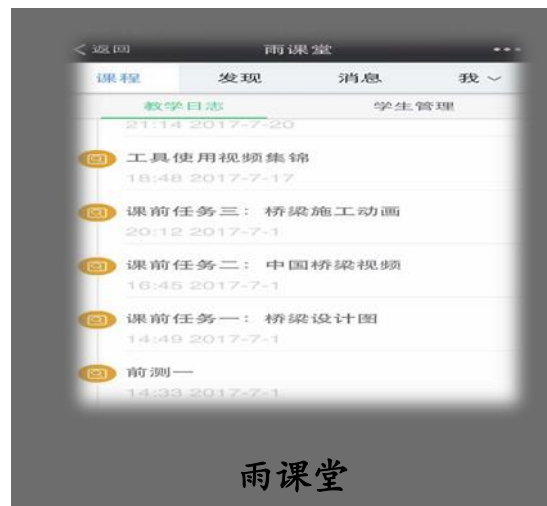 返回 雨课堂
课程 发现 消息 我
教学日志 学生管理
21:14 2017-7-20
工具使用视频集锦
18:48 2017-7-17
课前任务三：桥梁施工动画
20:12 2017-7-1
课前任务二：中国桥梁视频
16:45 2017-7-1
课前任务一：桥梁设计图
14:49 2017-7-1
前测一
14:33 2017-7-1
雨课堂